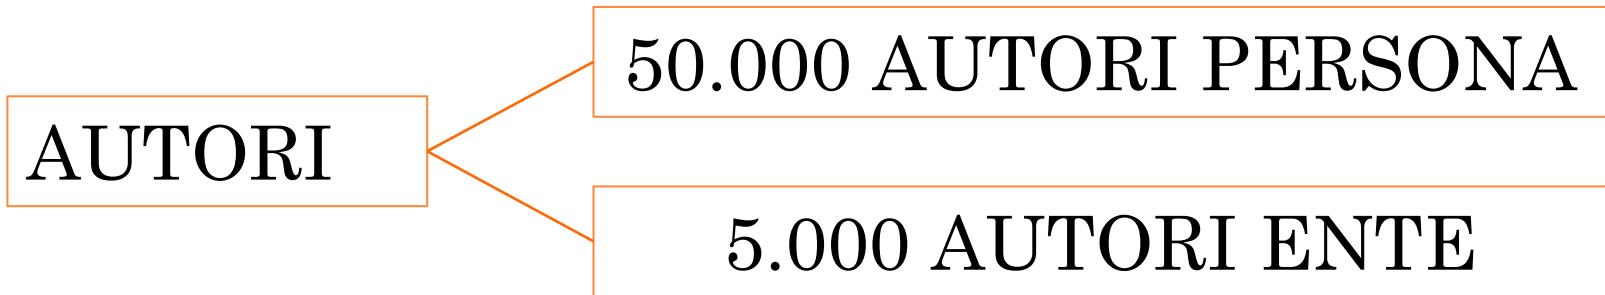 50.000 AUTORI PERSONA
AUTORI
5.000 AUTORI ENTE